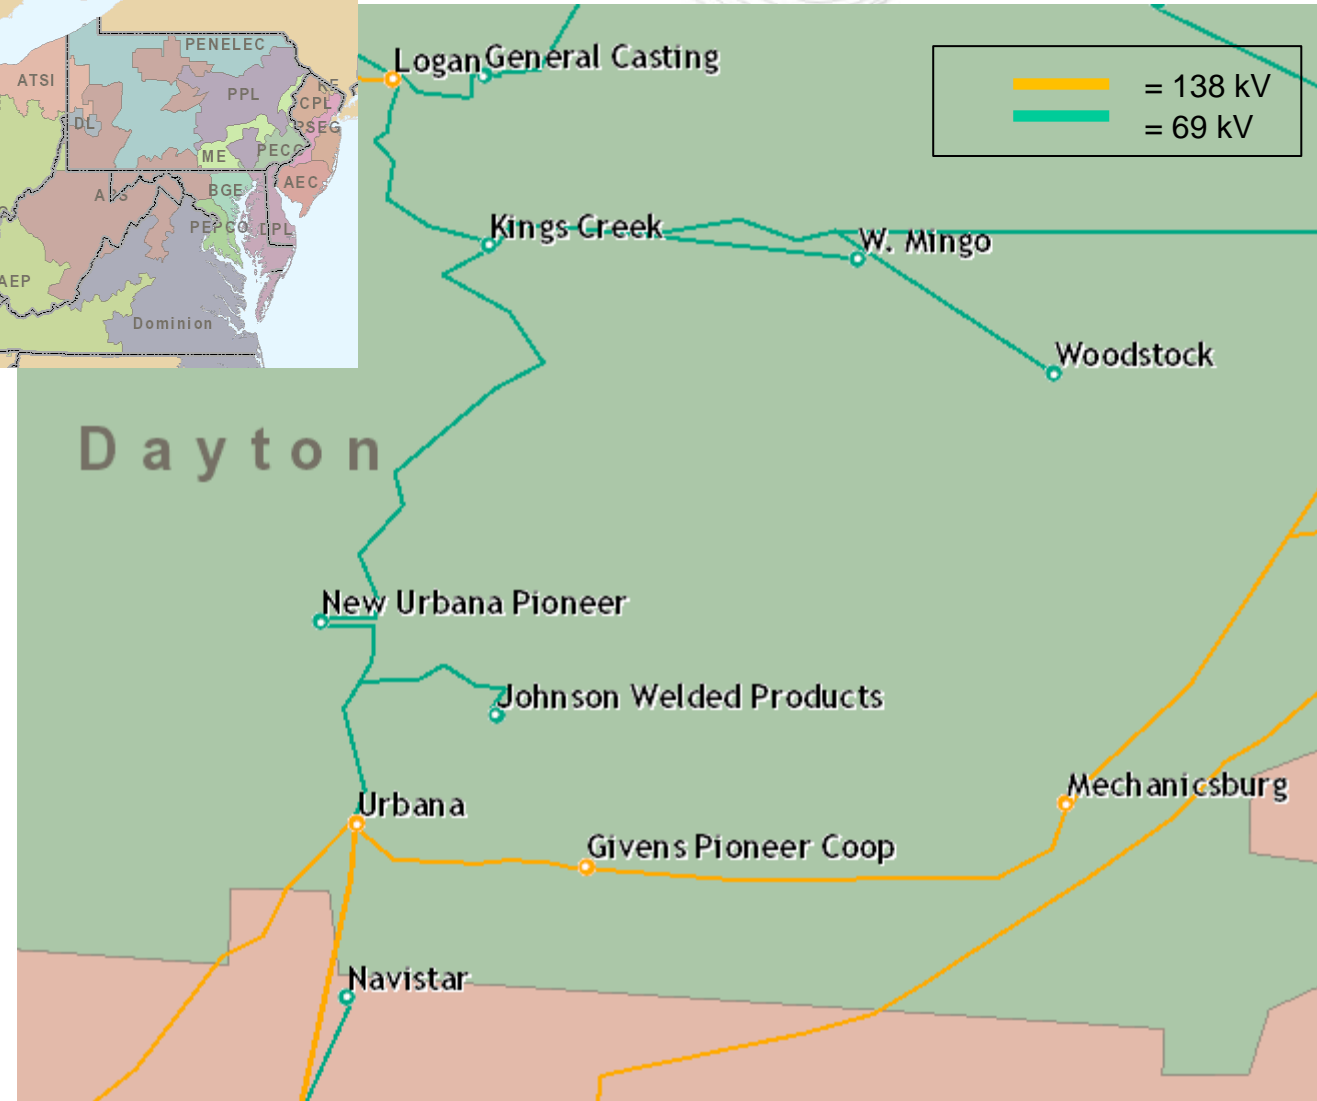 PENELEC
ATSI
PPL
CPL
DL
PSEG
ME
PECO
AEC
BGE
APS
PEPCO
DPL
AEP
Dominion
Logan
General Casting
= 138 kV
= 69 kV
Kings Creek
W. Mingo
Woodstock
Dayton
New Urbana Pioneer
Johnson Welded Products
Urbana
Mechanicsburg
Givens Pioneer Coop
Navistar